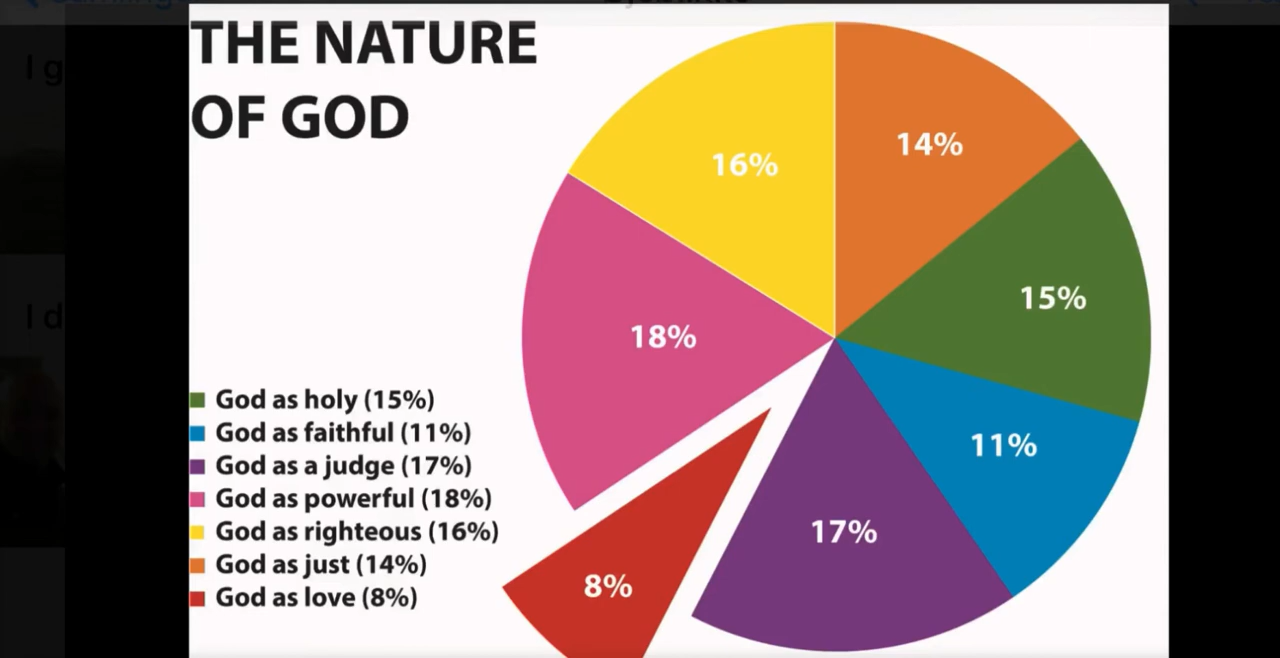 THE NATURE
OF GOD
14%
16%
15%
18%
11%
17%
8%
God as holy (15%)
God as faithful (11%)
God as a judge (17%)
God as powerful (18%)
God as righteous (16%)
God as just (14%)
God as love (8%)
I g
I d